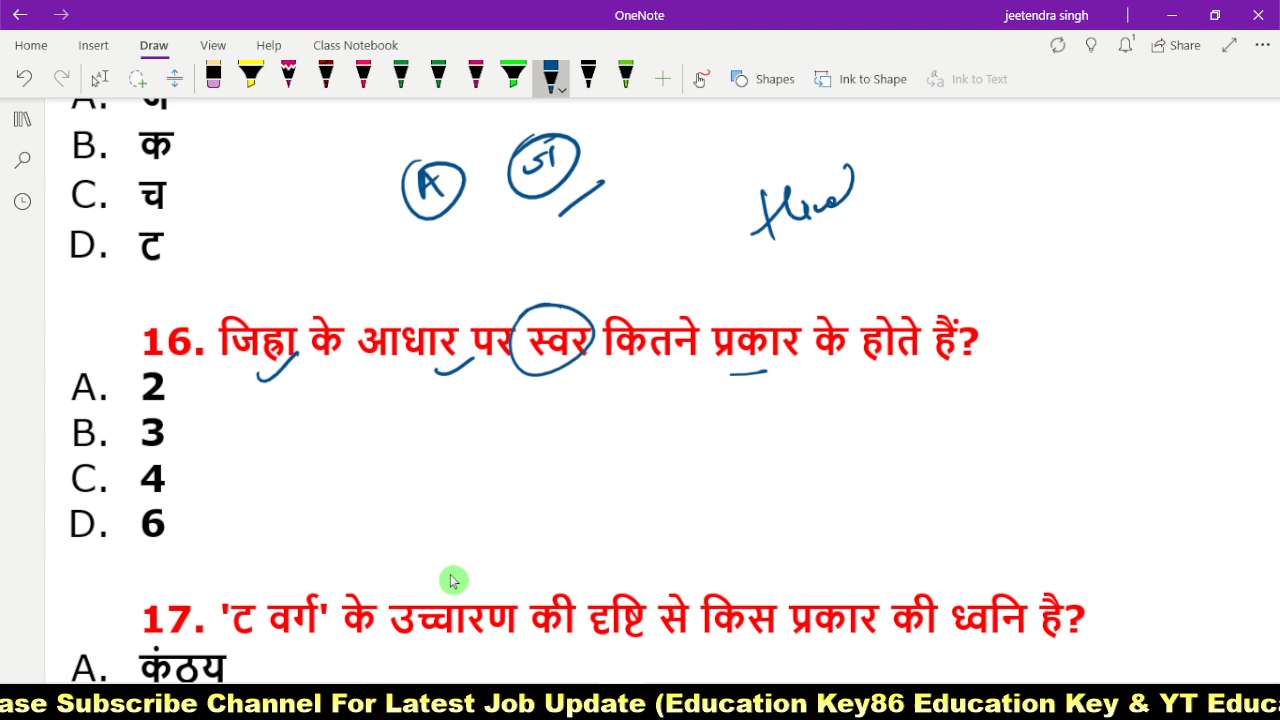 OneNote
jeetendra singh
Home Insert Draw View Help Class Notebook
Share
Shapes Ink to Shape Ink to Text
A. ज
B. क
A ज
C. च
D. ट
16. जिह्वा के आधार पर स्वर कितने प्रकार के होते हैं?
A. 2
B. 3
C. 4
D. 6
17. 'ट वर्ग' के उच्चारण की दृष्टि से किस प्रकार की ध्वनि है?
A. कंठय
ase Subscribe Channel For Latest Job Update (Education Key86 Education Key & YT Educa